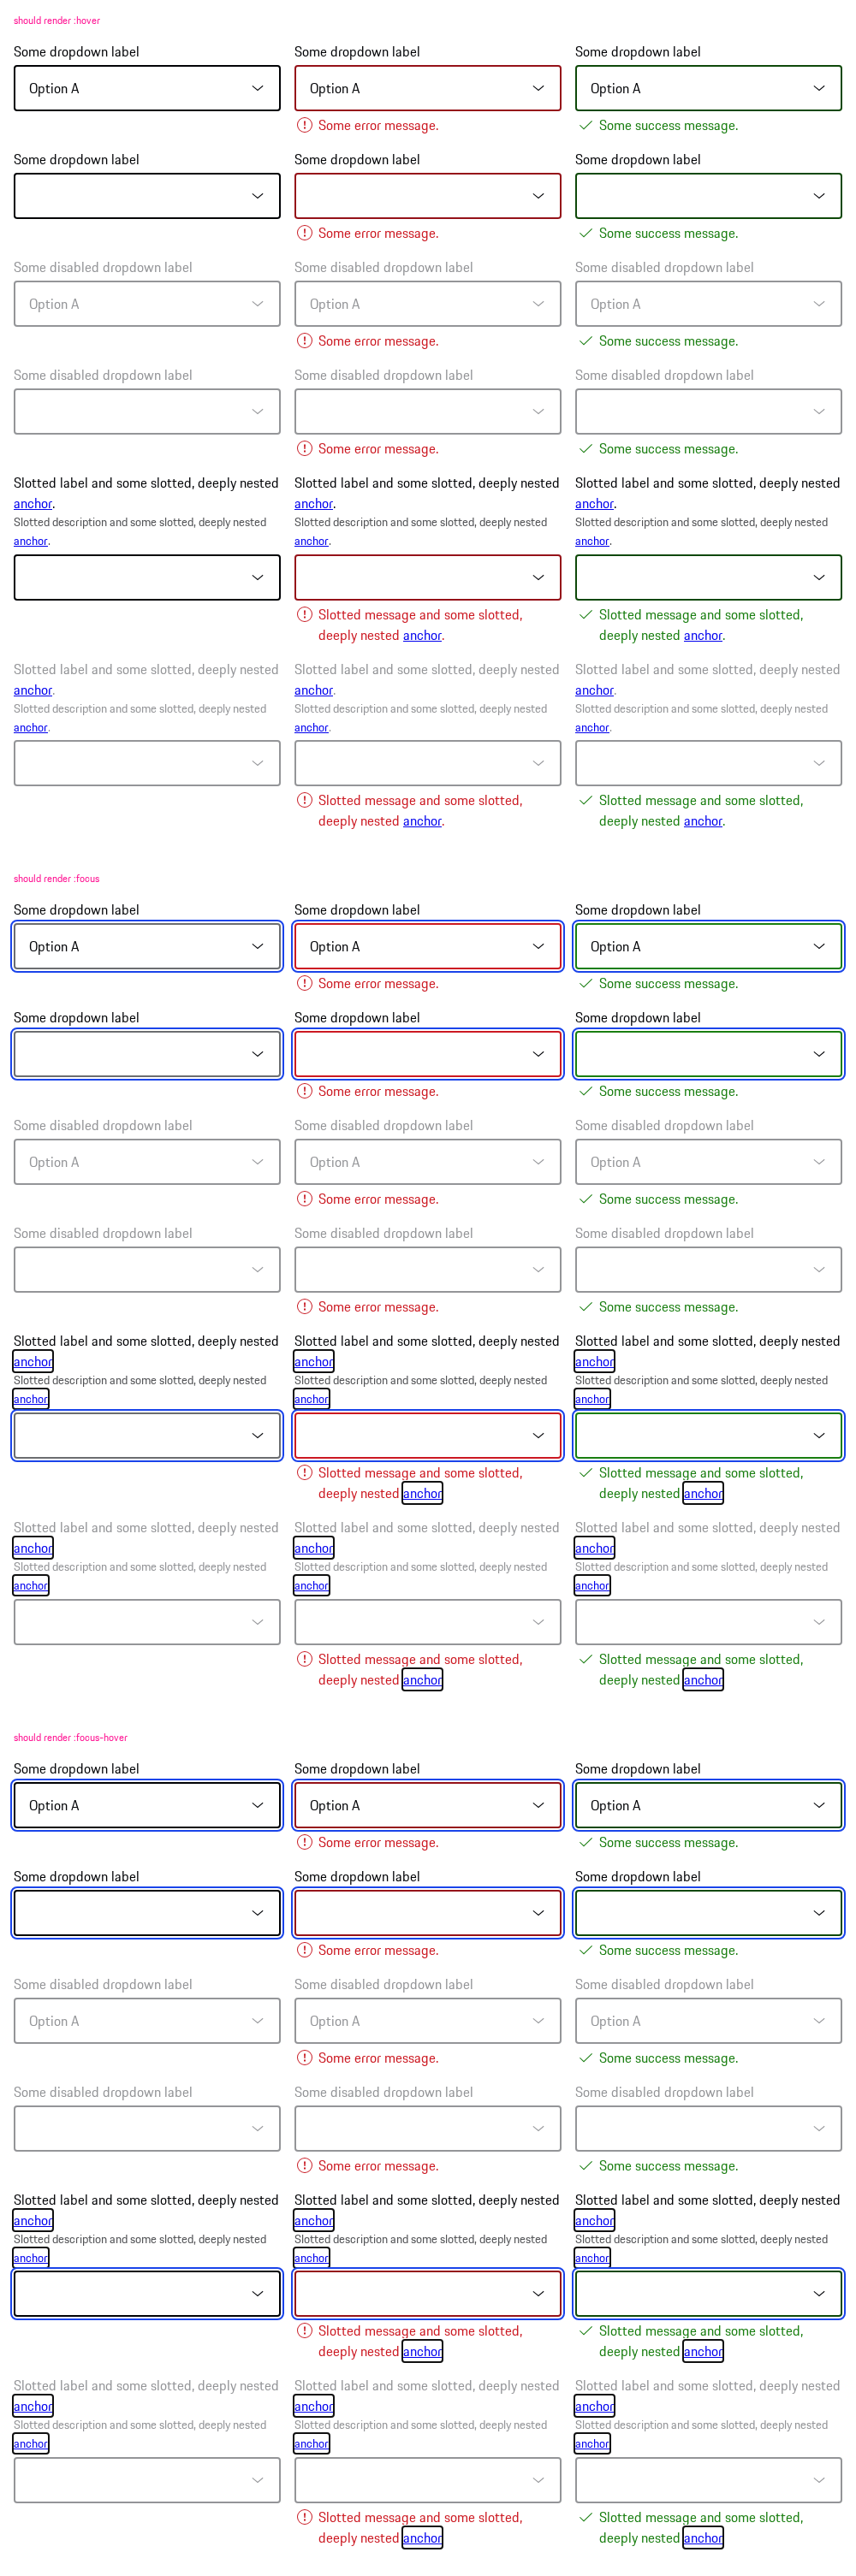 should render :hover
Some dropdown label Some dropdown label Some dropdown label
Option A Option A Option A
Some error message. Some success message.
Some dropdown label Some dropdown label Some dropdown label
Some error message. Some success message.
Some disabled dropdown label Some disabled dropdown label Some disabled dropdown label
Option A Option A Option A
Some error message. Some success message.
Some disabled dropdown label Some disabled dropdown label Some disabled dropdown label
Some error message. Some success message.
Slotted label and some slotted, deeply nested Slotted label and some slotted, deeply nested Slotted label and some slotted, deeply nested
anchor. anchor. anchor.
Slotted description and some slotted, deeply nested Slotted description and some slotted, deeply nested Slotted description and some slotted, deeply nested
anchor. anchor. anchor.
Slotted message and some slotted, Slotted message and some slotted,
deeply nested anchor. deeply nested anchor.
Slotted label and some slotted, deeply nested Slotted label and some slotted, deeply nested Slotted label and some slotted, deeply nested
anchor. anchor. anchor.
Slotted description and some slotted, deeply nested Slotted description and some slotted, deeply nested Slotted description and some slotted, deeply nested
anchor. anchor. anchor.
Slotted message and some slotted, Slotted message and some slotted,
deeply nested anchor. deeply nested anchor.
should render :focus
Some dropdown label Some dropdown label Some dropdown label
Option A Option A Option A
Some error message. Some success message.
Some dropdown label Some dropdown label Some dropdown label
Some error message. Some success message.
Some disabled dropdown label Some disabled dropdown label Some disabled dropdown label
Option A Option A Option A
Some error message. Some success message.
Some disabled dropdown label Some disabled dropdown label Some disabled dropdown label
Some error message. Some success message.
Slotted label and some slotted, deeply nested Slotted label and some slotted, deeply nested Slotted label and some slotted, deeply nested
anchor anchor anchor
Slotted description and some slotted, deeply nested Slotted description and some slotted, deeply nested Slotted description and some slotted, deeply nested
anchor anchor anchor
Slotted message and some slotted, Slotted message and some slotted,
deeply nested anchor deeply nested anchor
Slotted label and some slotted, deeply nested Slotted label and some slotted, deeply nested Slotted label and some slotted, deeply nested
anchor anchor anchor
Slotted description and some slotted, deeply nested Slotted description and some slotted, deeply nested Slotted description and some slotted, deeply nested
anchor anchor anchor
Slotted message and some slotted, Slotted message and some slotted,
deeply nested anchor deeply nested anchor
should render :focus-hover
Some dropdown label Some dropdown label Some dropdown label
Option A Option A Option A
Some error message. Some success message.
Some dropdown label Some dropdown label Some dropdown label
Some error message. Some success message.
Some disabled dropdown label Some disabled dropdown label Some disabled dropdown label
Option A Option A Option A
Some error message. Some success message.
Some disabled dropdown label Some disabled dropdown label Some disabled dropdown label
Some error message. Some success message.
Slotted label and some slotted, deeply nested Slotted label and some slotted, deeply nested Slotted label and some slotted, deeply nested
anchor anchor anchor
Slotted description and some slotted, deeply nested Slotted description and some slotted, deeply nested Slotted description and some slotted, deeply nested
anchor anchor anchor
Slotted message and some slotted, Slotted message and some slotted,
deeply nested anchor deeply nested anchor
Slotted label and some slotted, deeply nested Slotted label and some slotted, deeply nested Slotted label and some slotted, deeply nested
anchor anchor anchor
Slotted description and some slotted, deeply nested Slotted description and some slotted, deeply nested Slotted description and some slotted, deeply nested
anchor anchor anchor
Slotted message and some slotted, Slotted message and some slotted,
deeply nested anchor deeply nested anchor